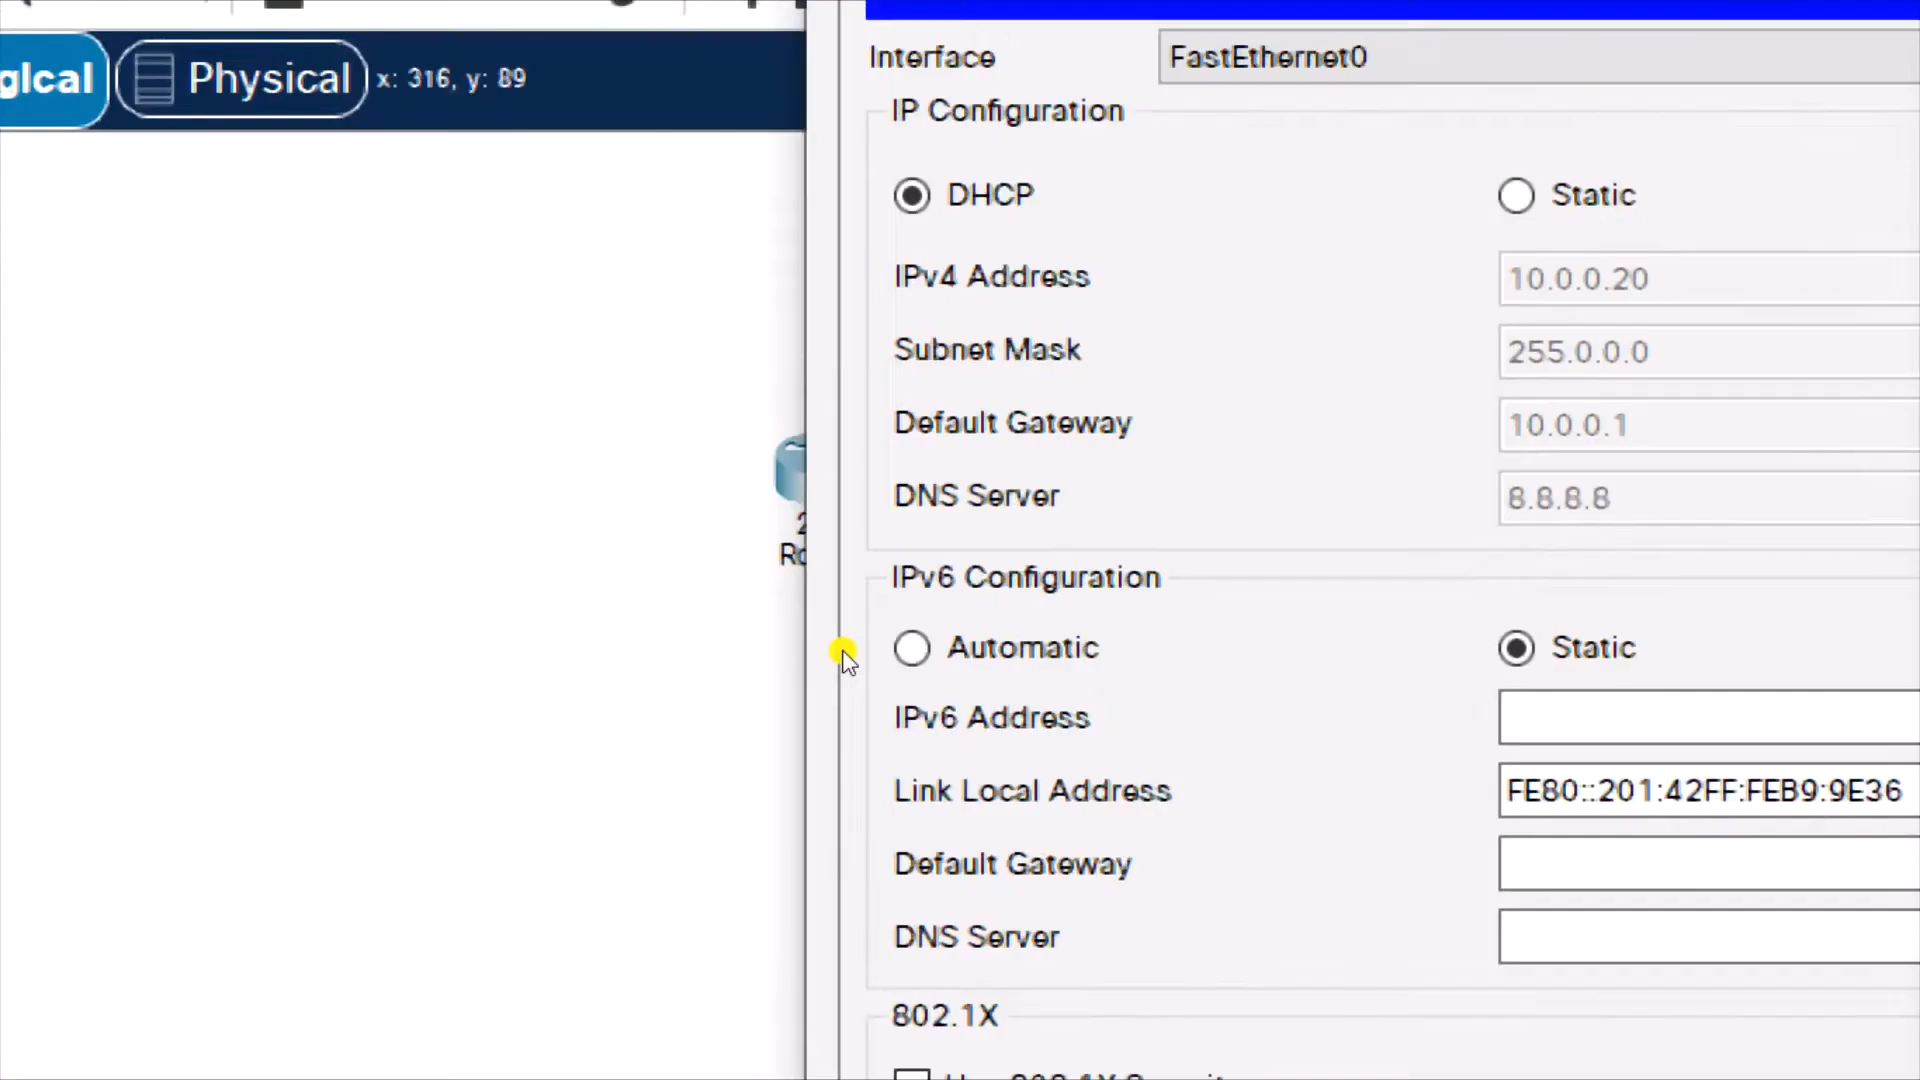 gical Physical x: 316, y: 89
Interface FastEthernet0
IP Configuration
DHCP Static
IPv4 Address 10.0.0.20
Subnet Mask 255.0.0.0
Default Gateway 10.0.0.1
DNS Server 8.8.8.8
2
Ro
IPv6 Configuration
Automatic Static
IPv6 Address
Link Local Address FE80::201:42FF:FEB9:9E36
Default Gateway
DNS Server
802.1X